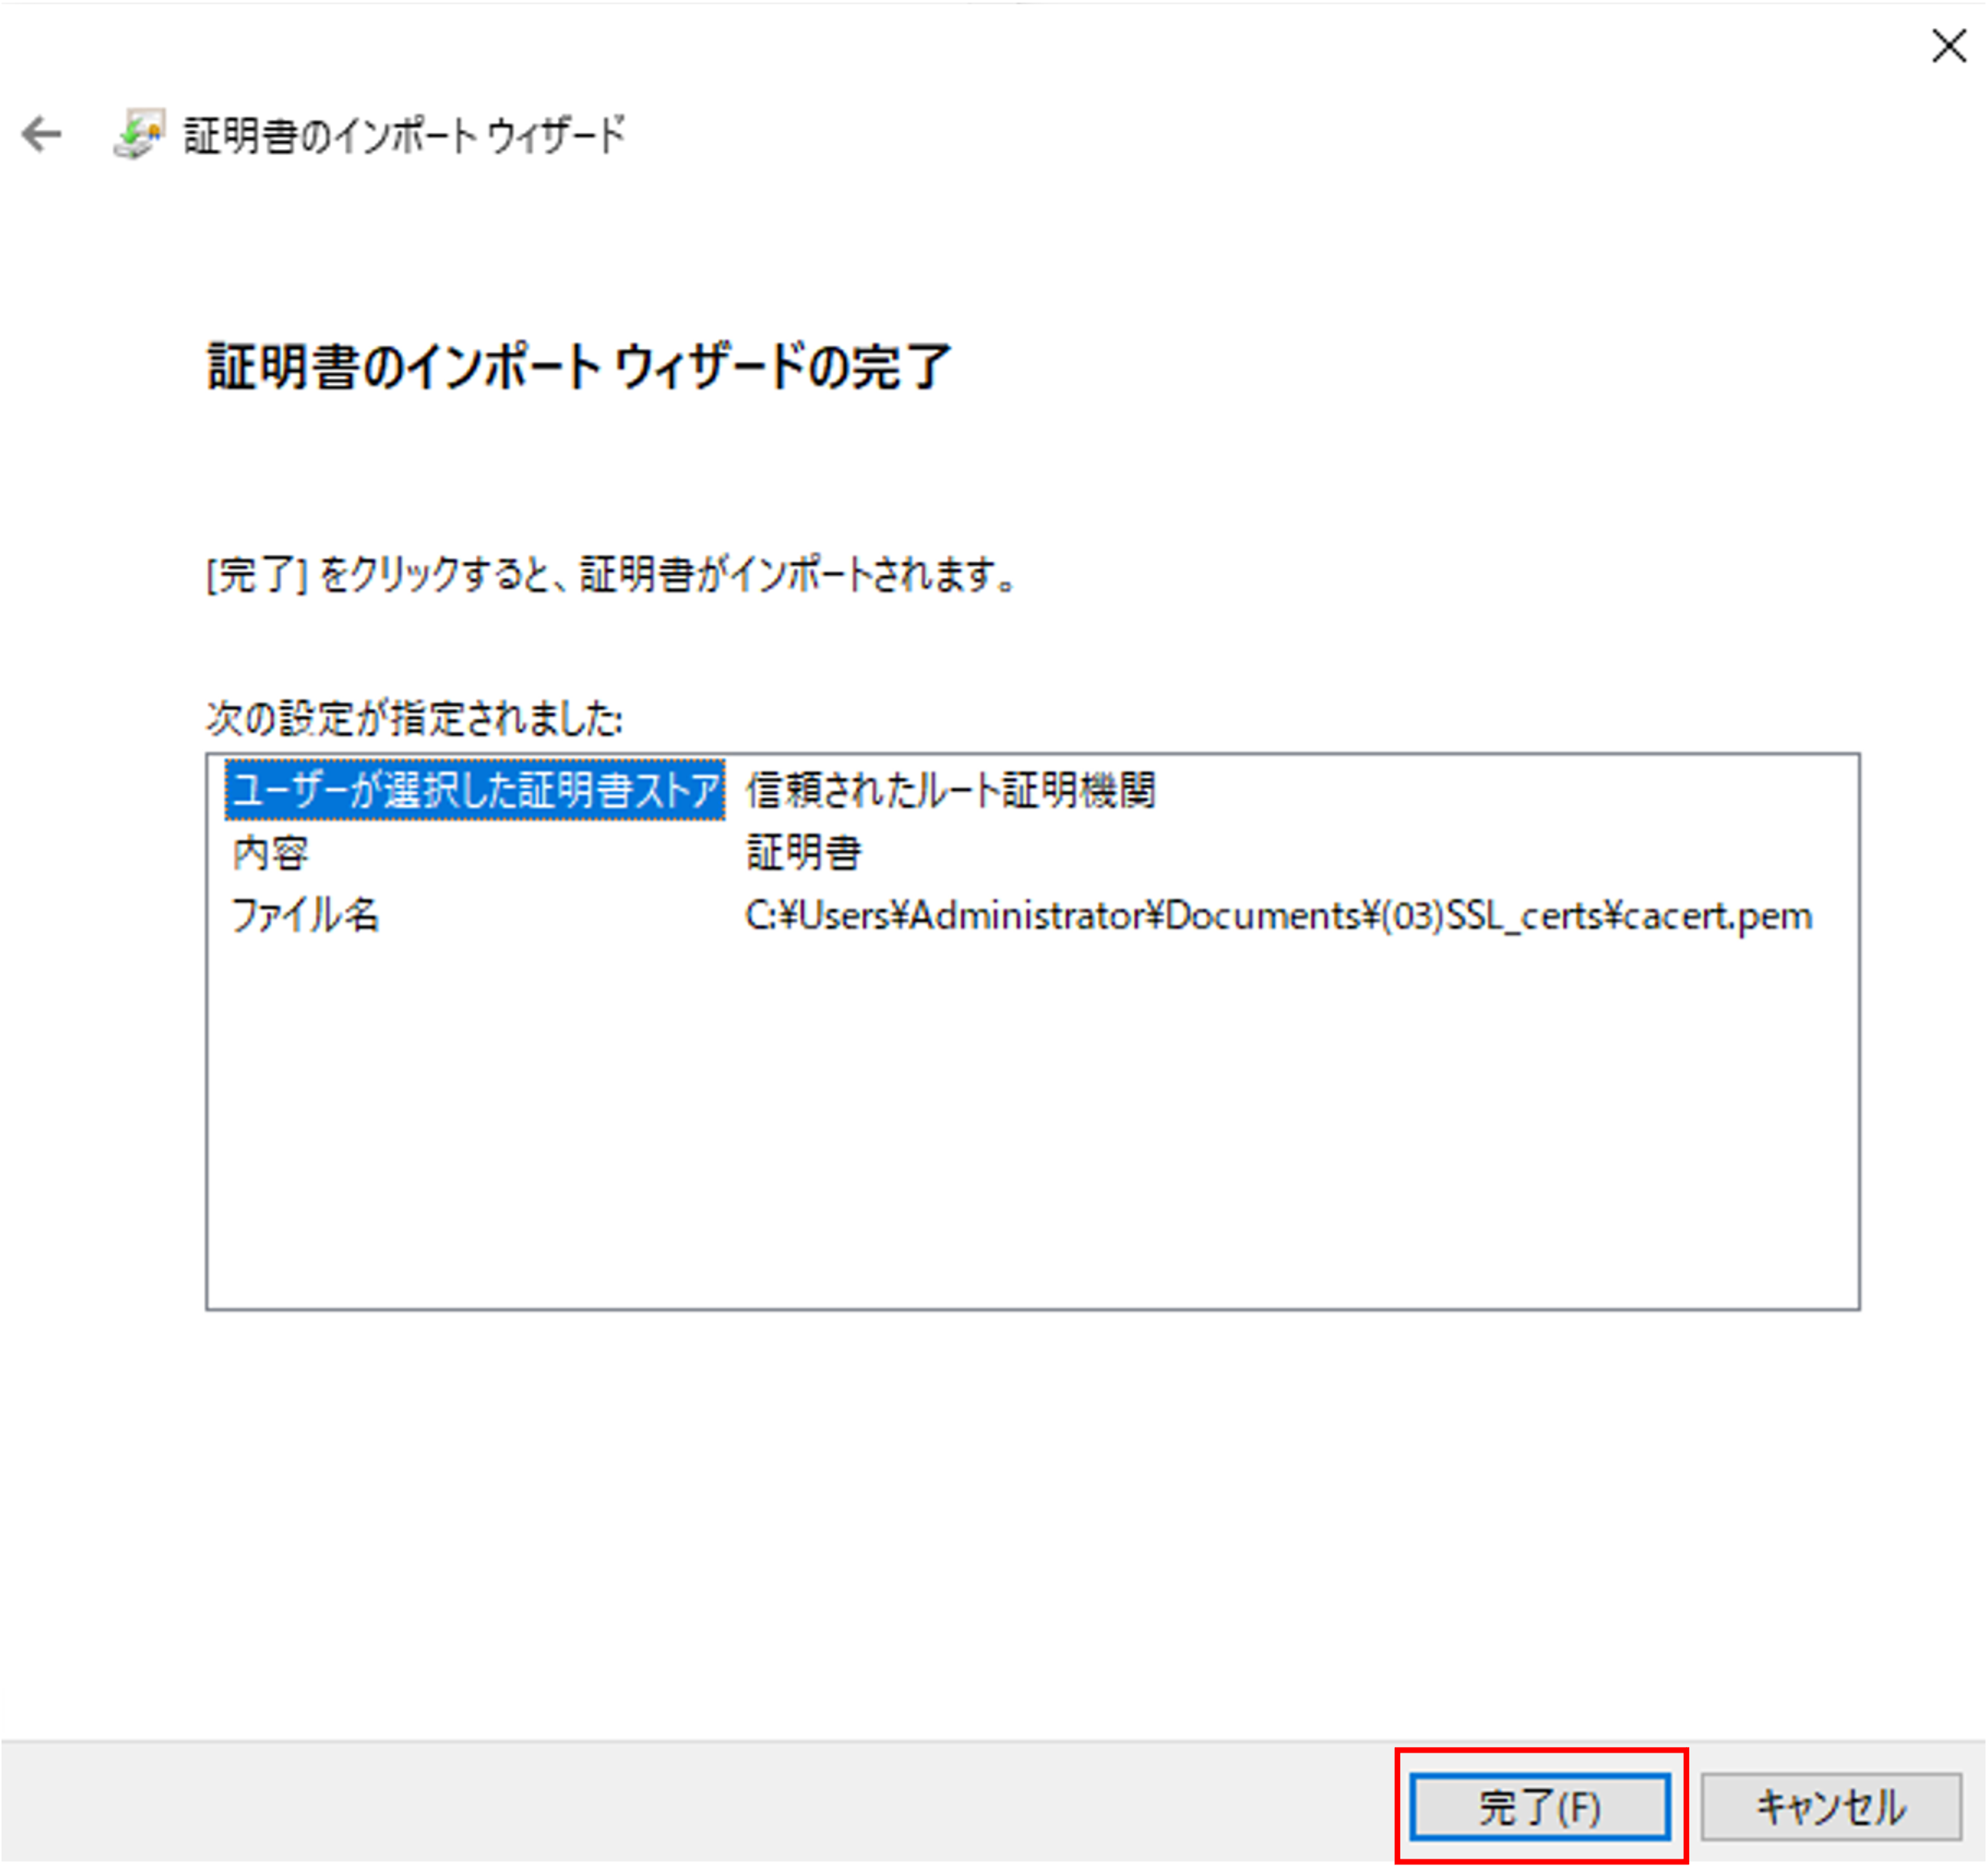 証明書のインポート ウィザード
証明書のインポート ウィザードの完了
[完了] をクリックすると、証明書がインポートされます。
次の設定が指定されました:
ユーザーが選択した証明書ストア 信頼されたルート証明機関
内容 証明書
ファイル名 C:¥Users¥Administrator¥Documents¥(03)SSL_certs¥cacert.pem
完了(F) キャンセル